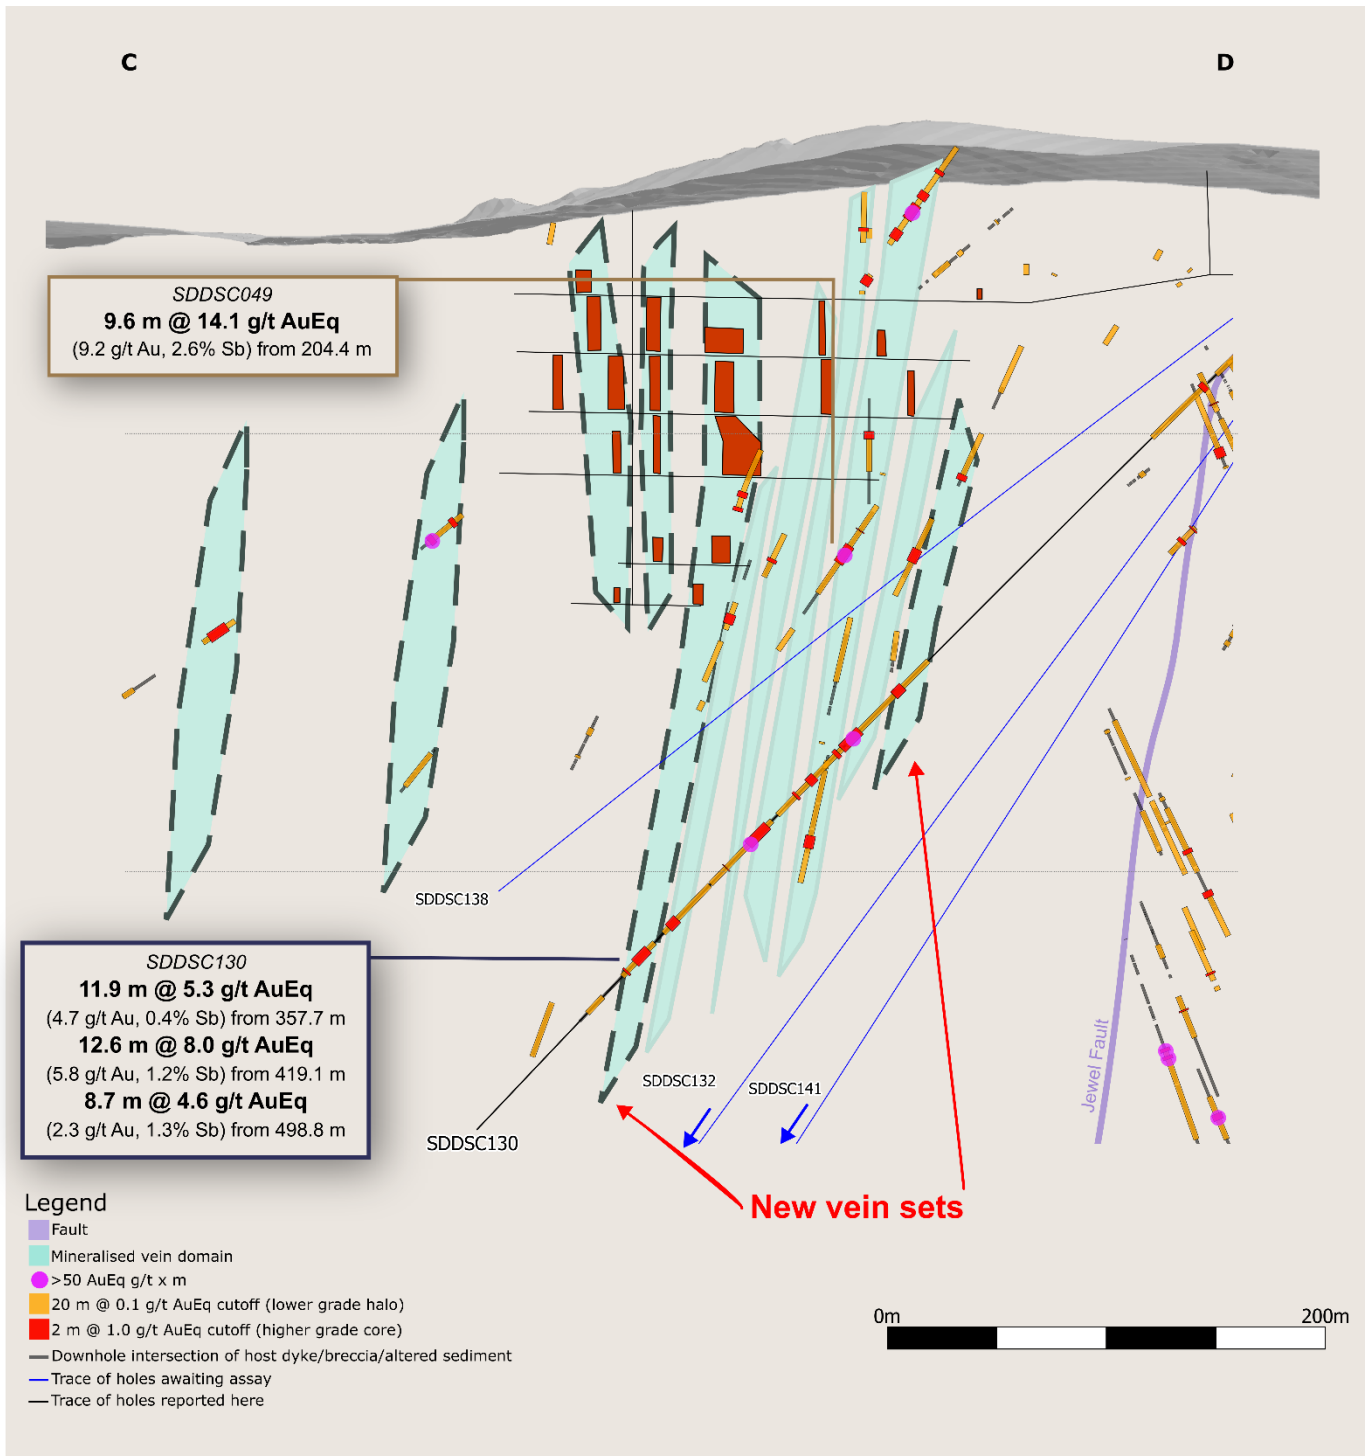 C
D
SDDSC049
9.6 m @ 14.1 g/t AuEq
(9.2 g/t Au, 2.6% Sb) from 204.4 m
SDDSC138
SDDSC130
11.9 m @ 5.3 g/t AuEq
(4.7 g/t Au, 0.4% Sb) from 357.7 m
12.6 m @ 8.0 g/t AuEq
(5.8 g/t Au, 1.2% Sb) from 419.1 m
8.7 m @ 4.6 g/t AuEq
(2.3 g/t Au, 1.3% Sb) from 498.8 m
SDDSC130
SDDSC132
SDDSC141
Jewel Fault
New vein sets
Legend
Fault
Mineralised vein domain
>50 AuEq g/t x m
20 m @ 0.1 g/t AuEq cutoff (lower grade halo)
2 m @ 1.0 g/t AuEq cutoff (higher grade core)
Downhole intersection of host dyke/breccia/altered sediment
Trace of holes awaiting assay
Trace of holes reported here
0m
200m